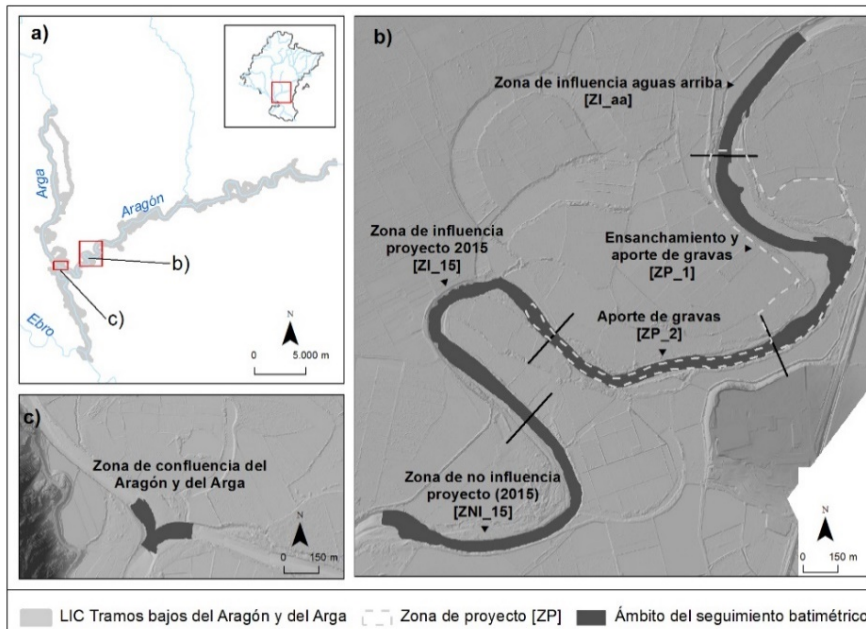 a)
Arga
Aragón
b)
c)
Ebro
N
0 5.000 m
b)
Zona de influencia aguas arriba
[ZI_aa]
Zona de influencia
proyecto 2015
[ZI_15]
Ensanchamiento y
aporte de gravas
[ZP_1]
Aporte de gravas
[ZP_2]
Zona de no influencia
proyecto (2015)
[ZNI_15]
N
0 150 m
c)
Zona de confluencia del
Aragón y del Arga
N
0 150 m
LIC Tramos bajos del Aragón y del Arga
Zona de proyecto [ZP]
Ámbito del seguimiento batimétrico